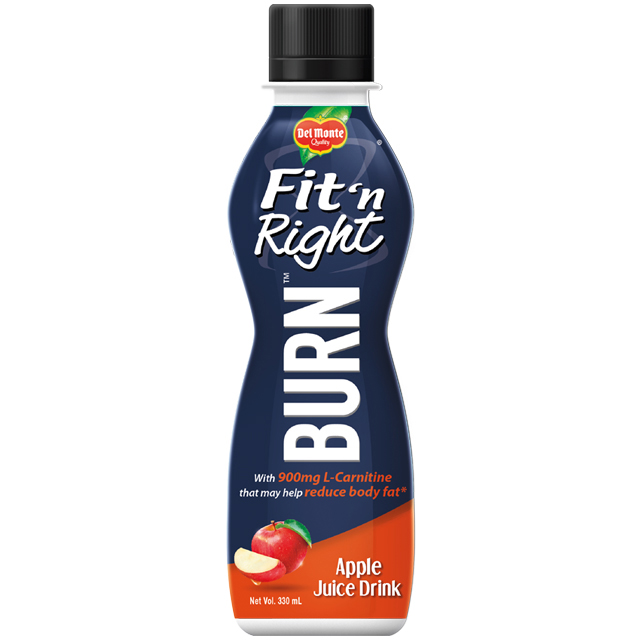 Del Monte
Quality
®
Fit 'n
Right
BURN™
With 900mg L-Carnitine
that may help reduce body fat*
Apple
Juice Drink
Net Vol. 330 mL